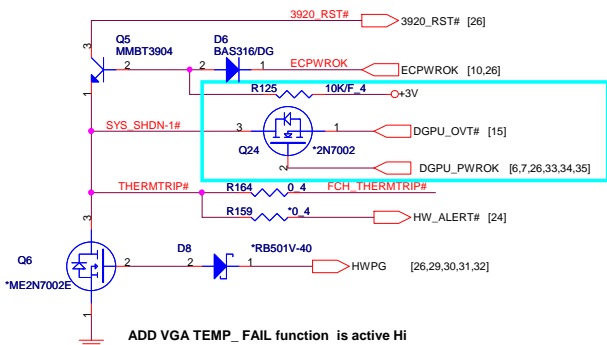 3920_RST#
3920_RST# [26]
3
Q5
MMBT3904
D6
BAS316/DG
2
2
1
ECPWROK
ECPWROK [10,26]
1
R125
10K/F_4
+3V
SYS_SHDN-1#
3
1
DGPU_OVT# [15]
Q24
*2N7002
2
DGPU_PWROK [6,7,26,33,34,35]
THERMTRIP#
R164
0_4
FCH_THERMTRIP#
R159
*0_4
HW_ALERT# [24]
3
Q6
D8
*RB501V-40
2
2
1
HWPG [26,29,30,31,32]
*ME2N7002E
1
ADD VGA TEMP_ FAIL function is active Hi